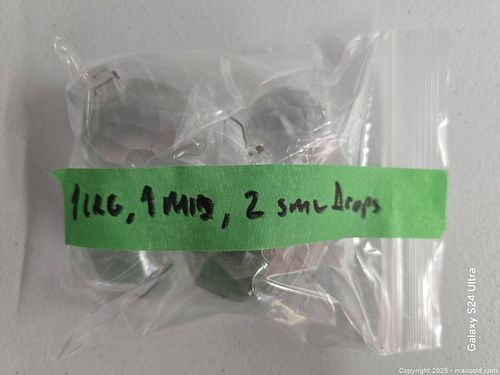 1 LRG, 1 MID, 2 SML Drops
Galaxy S24 Ultra
Copyright 2025 - maxsold.com